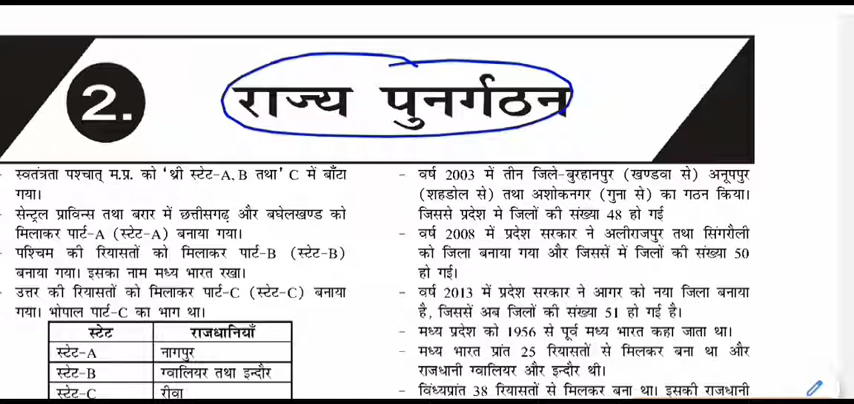 2.
राज्य पुनर्गठन
स्वतंत्रता पश्चात् म.प्र. को ‘थ्री स्टेट-A, B तथा’ C में बाँटा
गया।
सेन्ट्रल प्राविन्स तथा बरार में छत्तीसगढ़ और बघेलखण्ड को
मिलाकर पार्ट-A (स्टेट-A) बनाया गया।
पश्चिम की रियासतों को मिलाकर पार्ट-B (स्टेट-B)
बनाया गया। इसका नाम मध्य भारत रखा।
उत्तर की रियासतों को मिलाकर पार्ट-C (स्टेट-C) बनाया
गया। भोपाल पार्ट-C का भाग था।
स्टेट राजधानियाँ
स्टेट-A नागपुर
स्टेट-B ग्वालियर तथा इन्दौर
स्टेट-C रीवा
- वर्ष 2003 में तीन जिले-बुरहानपुर (खण्डवा से) अनूपपुर
(शहडोल से) तथा अशोकनगर (गुना से) का गठन किया।
जिससे प्रदेश मे जिलों की संख्या 48 हो गई
- वर्ष 2008 में प्रदेश सरकार ने अलीराजपुर तथा सिंगरौली
को जिला बनाया गया और जिससें में जिलों की संख्या 50
हो गई।
- वर्ष 2013 में प्रदेश सरकार ने आगर को नया जिला बनाया
है, जिससें अब जिलों की संख्या 51 हो गई है।
- मध्य प्रदेश को 1956 से पूर्व मध्य भारत कहा जाता था।
- मध्य भारत प्रांत 25 रियासतों से मिलकर बना था और
राजधानी ग्वालियर और इन्दौर थी।
- विंध्यप्रांत 38 रियासतों से मिलकर बना था। इसकी राजधानी